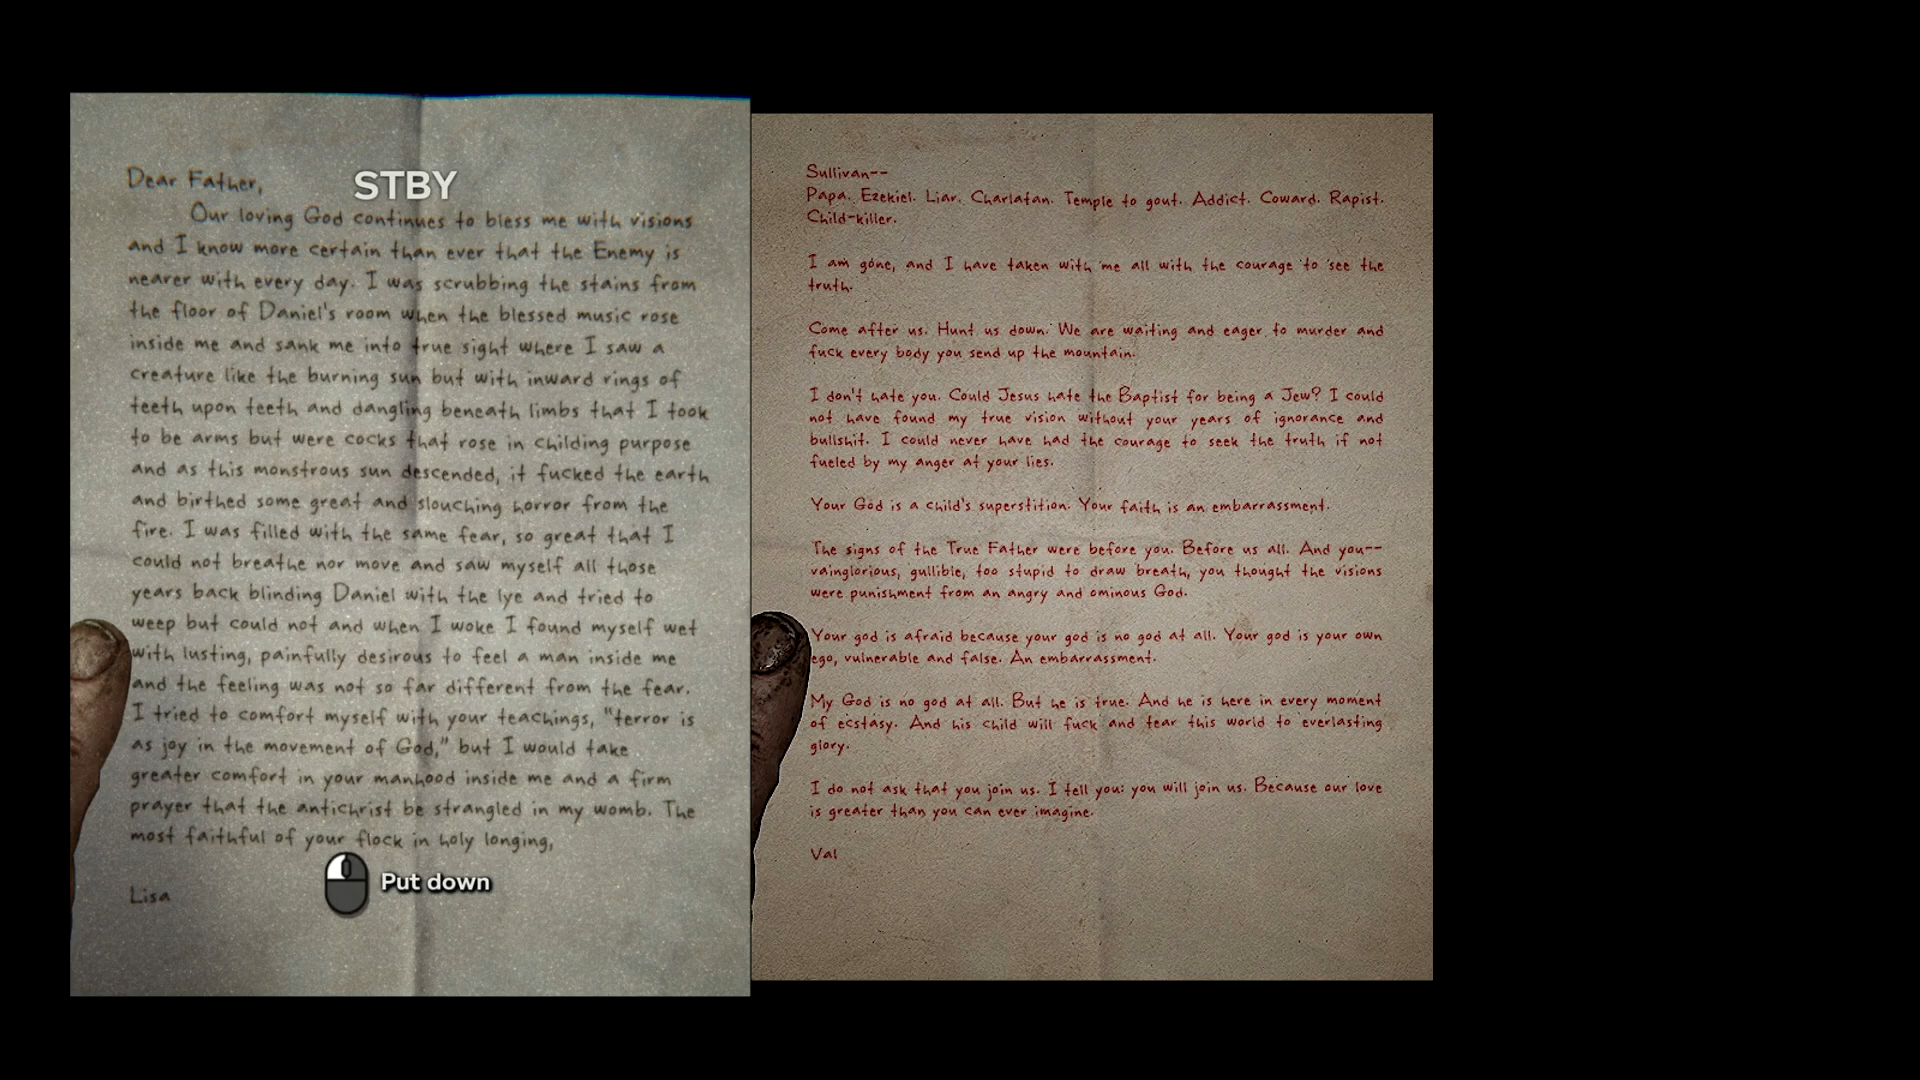 Dear Father,
STBY
Our loving God continues to bless me with visions
and I know more certain than ever that the Enemy is
nearer with every day. I was scrubbing the stains from
the floor of Daniel's room when the blessed music rose
inside me and sank me into true sight where I saw a
creature like the burning sun but with inward rings of
teeth upon teeth and dangling beneath limbs that I took
to be arms but were cocks that rose in childing purpose
and as this monstrous sun descended, it fucked the earth
and birthed some great and slouching horror from the
fire. I was filled with the same fear, so great that I
could not breathe nor move and saw myself all those
years back blinding Daniel with the lye and tried to
weep but could not and when I woke I found myself wet
with lusting, painfully desirous to feel a man inside me
and the feeling was not so far different from the fear.
I tried to comfort myself with your teachings, "terror is
as joy in the movement of God," but I would take
greater comfort in your manhood inside me and a firm
prayer that the antichrist be strangled in my womb. The
most faithful of your flock in holy longing,
Put down
Lisa
Sullivan--
Papa. Ezekiel. Liar. Charlatan. Temple to gout. Addict. Coward. Rapist.
Child-killer.
I am gone, and I have taken with me all with the courage to see the
truth.
Come after us. Hunt us down. We are waiting and eager to murder and
fuck every body you send up the mountain.
I don't hate you. Could Jesus hate the Baptist for being a Jew? I could
not have found my true vision without your years of ignorance and
bullshit. I could never have had the courage to seek the truth if not
fueled by my anger at your lies.
Your God is a child's superstition. Your faith is an embarrassment.
The signs of the True Father were before you. Before us all. And you--
vainglorious, gullible, too stupid to draw breath, you thought the visions
were punishment from an angry and ominous God.
Your god is afraid because your god is no god at all. Your god is your own
ego, vulnerable and false. An embarrassment.
My God is no god at all. But he is true. And he is here in every moment
of ecstasy. And his child will fuck and tear this world to everlasting
glory.
I do not ask that you join us. I tell you: you will join us. Because our love
is greater than you can ever imagine.
Val